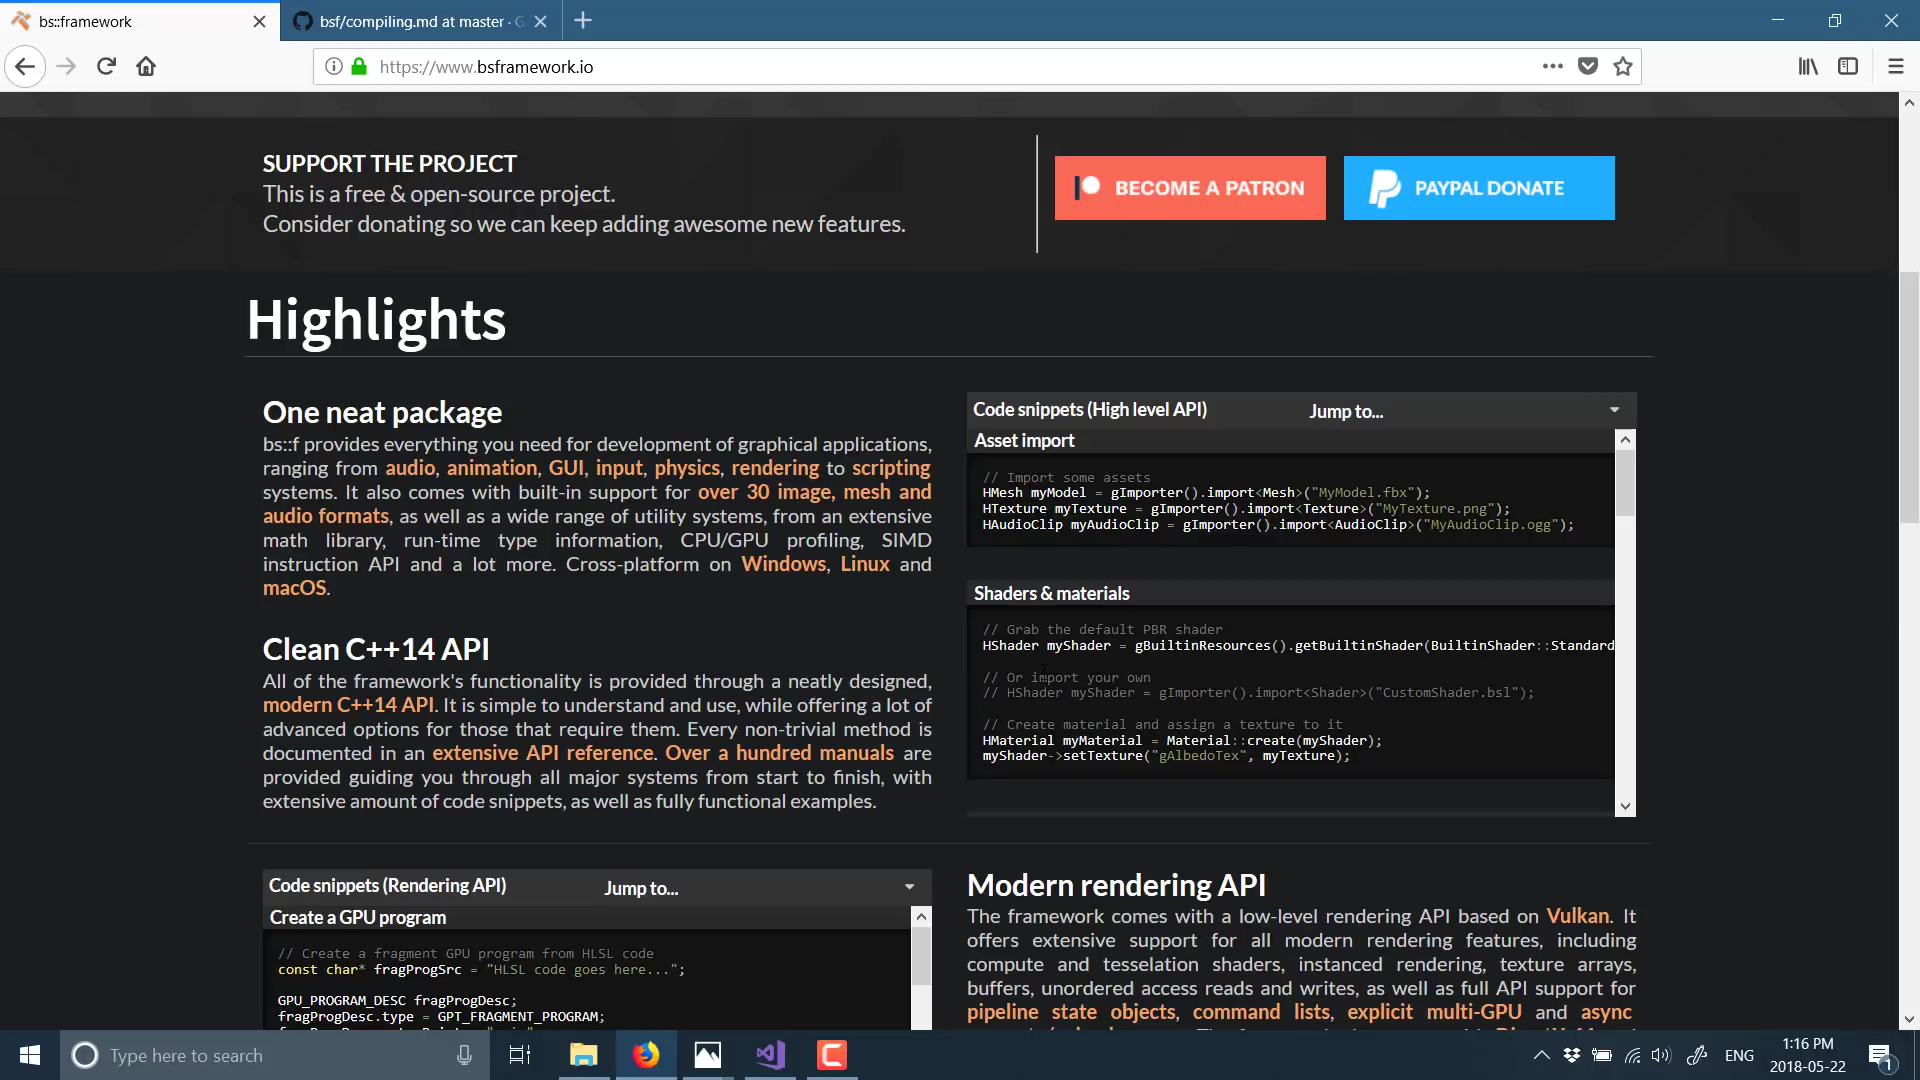 bs::framework
bsf/compiling.md at master · G
https://www.bsframework.io
SUPPORT THE PROJECT
This is a free & open-source project.
Consider donating so we can keep adding awesome new features.
BECOME A PATRON
PAYPAL DONATE
Highlights
One neat package
bs::f provides everything you need for development of graphical applications,
ranging from audio, animation, GUI, input, physics, rendering to scripting
systems. It also comes with built-in support for over 30 image, mesh and
audio formats, as well as a wide range of utility systems, from an extensive
math library, run-time type information, CPU/GPU profiling, SIMD
instruction API and a lot more. Cross-platform on Windows, Linux and
macOS.
Clean C++14 API
All of the framework's functionality is provided through a neatly designed,
modern C++14 API. It is simple to understand and use, while offering a lot of
advanced options for those that require them. Every non-trivial method is
documented in an extensive API reference. Over a hundred manuals are
provided guiding you through all major systems from start to finish, with
extensive amount of code snippets, as well as fully functional examples.
Code snippets (High level API)
Jump to...
Asset import
// Import some assets
HMesh myModel = gImporter().import<Mesh>("MyModel.fbx");
HTexture myTexture = gImporter().import<Texture>("MyTexture.png");
HAudioClip myAudioClip = gImporter().import<AudioClip>("MyAudioClip.ogg");
Shaders & materials
// Grab the default PBR shader
HShader myShader = gBuiltinResources().getBuiltinShader(BuiltinShader::Standard
// Or import your own
// HShader myShader = gImporter().import<Shader>("CustomShader.bsl");
// Create material and assign a texture to it
HMaterial myMaterial = Material::create(myShader);
myShader->setTexture("gAlbedoTex", myTexture);
Code snippets (Rendering API)
Jump to...
Create a GPU program
// Create a fragment GPU program from HLSL code
const char* fragProgSrc = "HLSL code goes here...";
GPU_PROGRAM_DESC fragProgDesc;
fragProgDesc.type = GPT_FRAGMENT_PROGRAM;
Modern rendering API
The framework comes with a low-level rendering API based on Vulkan. It
offers extensive support for all modern rendering features, including
compute and tesselation shaders, instanced rendering, texture arrays,
buffers, unordered access reads and writes, as well as full API support for
pipeline state objects, command lists, explicit multi-GPU and async
Type here to search
ENG
1:16 PM
2018-05-22
1